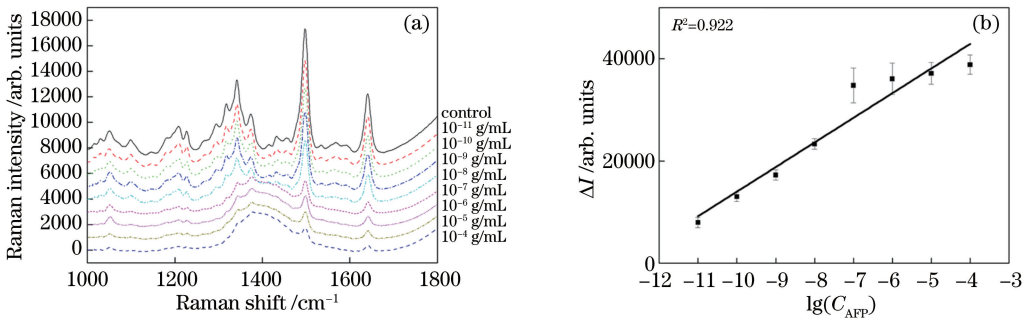 (a)
Raman intensity /arb. units
18000
16000
14000
12000
10000
8000
6000
4000
2000
0
control
10⁻¹¹ g/mL
10⁻¹⁰ g/mL
10⁻⁹ g/mL
10⁻⁸ g/mL
10⁻⁷ g/mL
10⁻⁶ g/mL
10⁻⁵ g/mL
10⁻⁴ g/mL
1000 1200 1400 1600 1800
Raman shift /cm⁻¹
(b)
R²=0.922
ΔI /arb. units
40000
20000
0
−12 −11 −10 −9 −8 −7 −6 −5 −4 −3
lg(C_AFP)